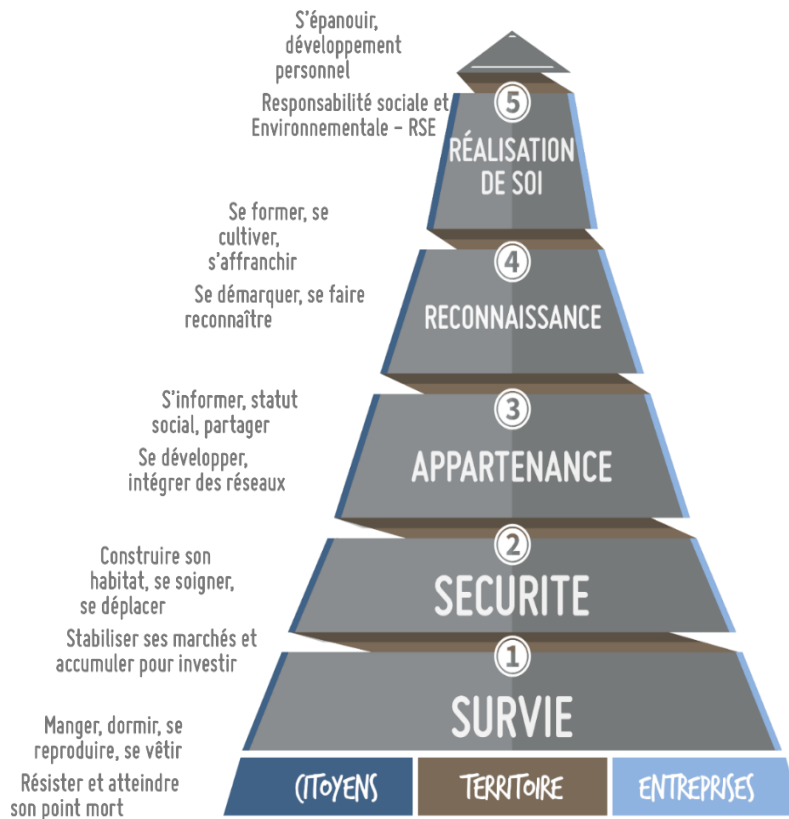 S'épanouir,
développement
personnel
Responsabilité sociale et
Environnementale – RSE
5
RÉALISATION
DE SOI
Se former, se
cultiver,
s'affranchir
Se démarquer, se faire
reconnaître
4
RECONNAISSANCE
S'informer, statut
social, partager
Se développer,
intégrer des réseaux
3
APPARTENANCE
Construire son
habitat, se soigner,
se déplacer
Stabiliser ses marchés et
accumuler pour investir
2
SECURITE
Manger, dormir, se
reproduire, se vêtir
Résister et atteindre
son point mort
1
SURVIE
CITOYENS
TERRITOIRE
ENTREPRISES